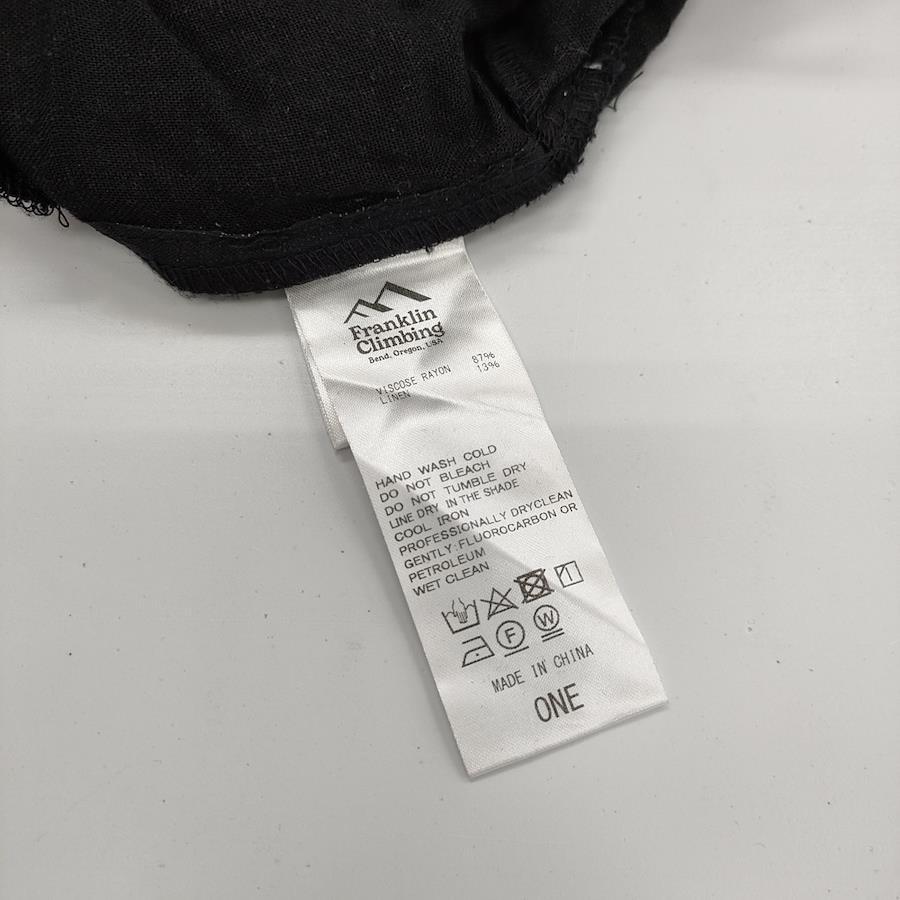 Franklin
Climbing
Bend, Oregon, USA
VISCOSE RAYON 87%
LINEN 13%
HAND WASH COLD
DO NOT BLEACH
DO NOT TUMBLE DRY
LINE DRY IN THE SHADE
COOL IRON
PROFESSIONALLY DRYCLEAN
GENTLY:FLUOROCARBON OR
PETROLEUM
WET CLEAN
F W
MADE IN CHINA
ONE